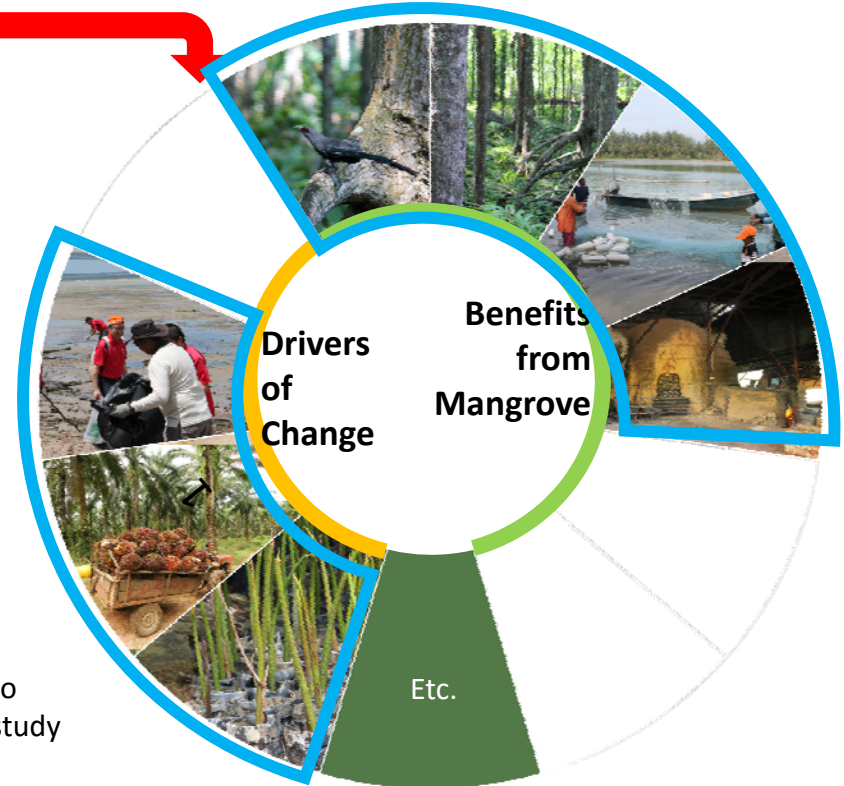 Drivers
of
Change
Benefits
from
Mangrove
Etc.
o
study